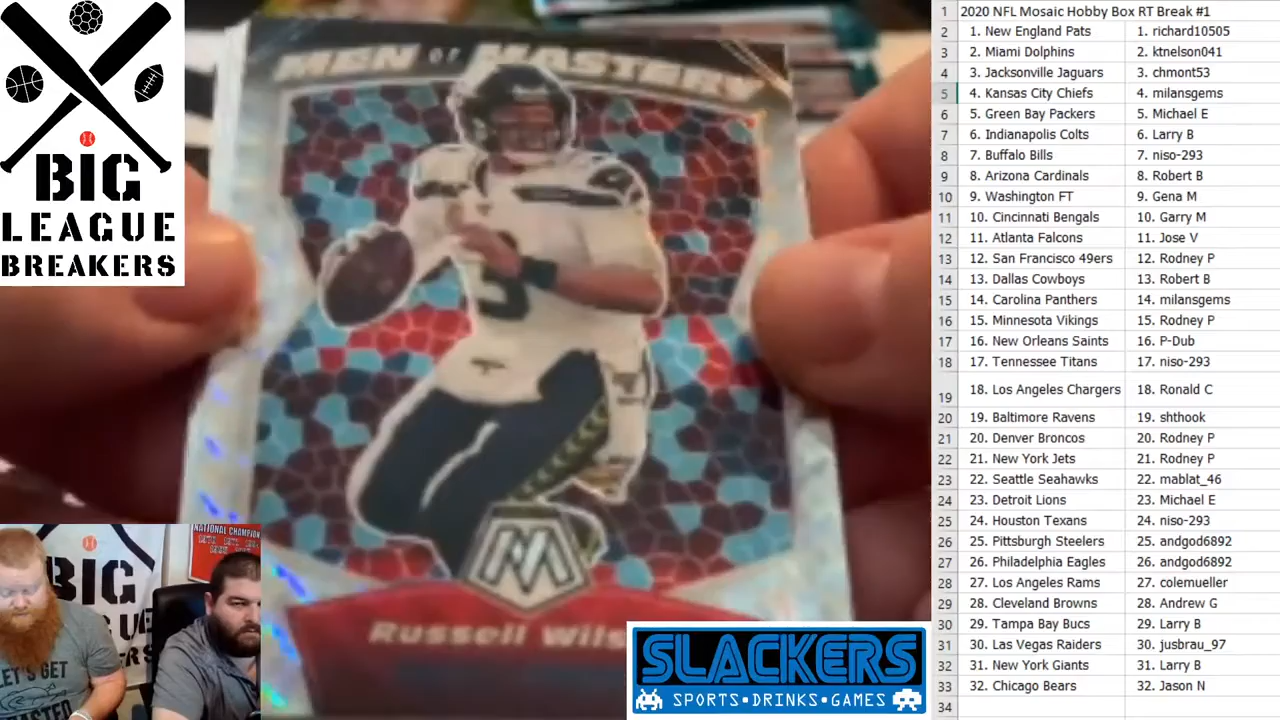 BIG
LEAGUE
BREAKERS
MEN OF MASTERY
3
M
Russell Wils
NATIONAL CHAMPION
BIG
LET'S GET
SLACKERS
SPORTS•DRINKS•GAMES
1 2020 NFL Mosaic Hobby Box RT Break #1
2 1. New England Pats 1. richard10505
3 2. Miami Dolphins 2. ktnelson041
4 3. Jacksonville Jaguars 3. chmont53
5 4. Kansas City Chiefs 4. milansgems
6 5. Green Bay Packers 5. Michael E
7 6. Indianapolis Colts 6. Larry B
8 7. Buffalo Bills 7. niso-293
9 8. Arizona Cardinals 8. Robert B
10 9. Washington FT 9. Gena M
11 10. Cincinnati Bengals 10. Garry M
12 11. Atlanta Falcons 11. Jose V
13 12. San Francisco 49ers 12. Rodney P
14 13. Dallas Cowboys 13. Robert B
15 14. Carolina Panthers 14. milansgems
16 15. Minnesota Vikings 15. Rodney P
17 16. New Orleans Saints 16. P-Dub
18 17. Tennessee Titans 17. niso-293
19 18. Los Angeles Chargers 18. Ronald C
20 19. Baltimore Ravens 19. shthook
21 20. Denver Broncos 20. Rodney P
22 21. New York Jets 21. Rodney P
23 22. Seattle Seahawks 22. mablat_46
24 23. Detroit Lions 23. Michael E
25 24. Houston Texans 24. niso-293
26 25. Pittsburgh Steelers 25. andgod6892
27 26. Philadelphia Eagles 26. andgod6892
28 27. Los Angeles Rams 27. colemueller
29 28. Cleveland Browns 28. Andrew G
30 29. Tampa Bay Bucs 29. Larry B
31 30. Las Vegas Raiders 30. jusbrau_97
32 31. New York Giants 31. Larry B
33 32. Chicago Bears 32. Jason N
34